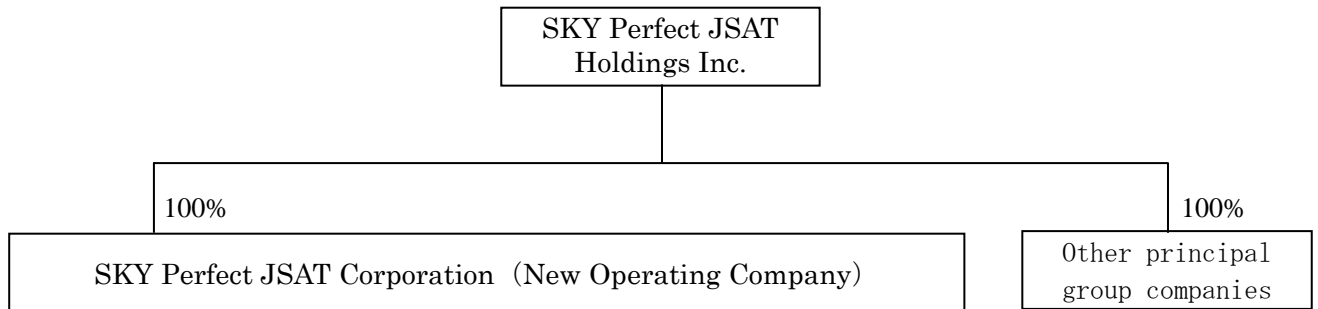 SKY Perfect JSAT
Holdings Inc.
100%
100%
SKY Perfect JSAT Corporation（New Operating Company）
Other principal
group companies